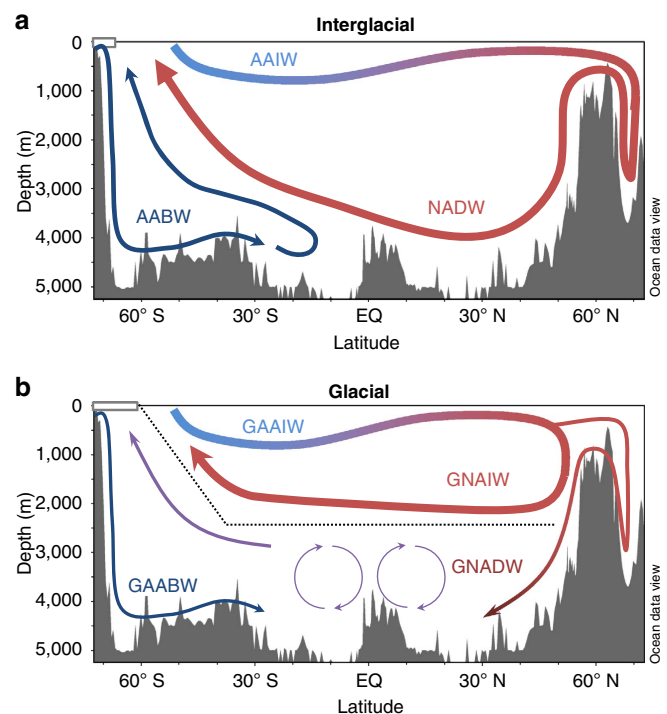 a
Interglacial
0
1,000
2,000
3,000
4,000
5,000
Depth (m)
AAIW
AABW
NADW
60° S
30° S
EQ
30° N
60° N
Latitude
Ocean data view
b
Glacial
0
1,000
2,000
3,000
4,000
5,000
Depth (m)
GAAIW
GNAIW
GAABW
GNADW
60° S
30° S
EQ
30° N
60° N
Latitude
Ocean data view